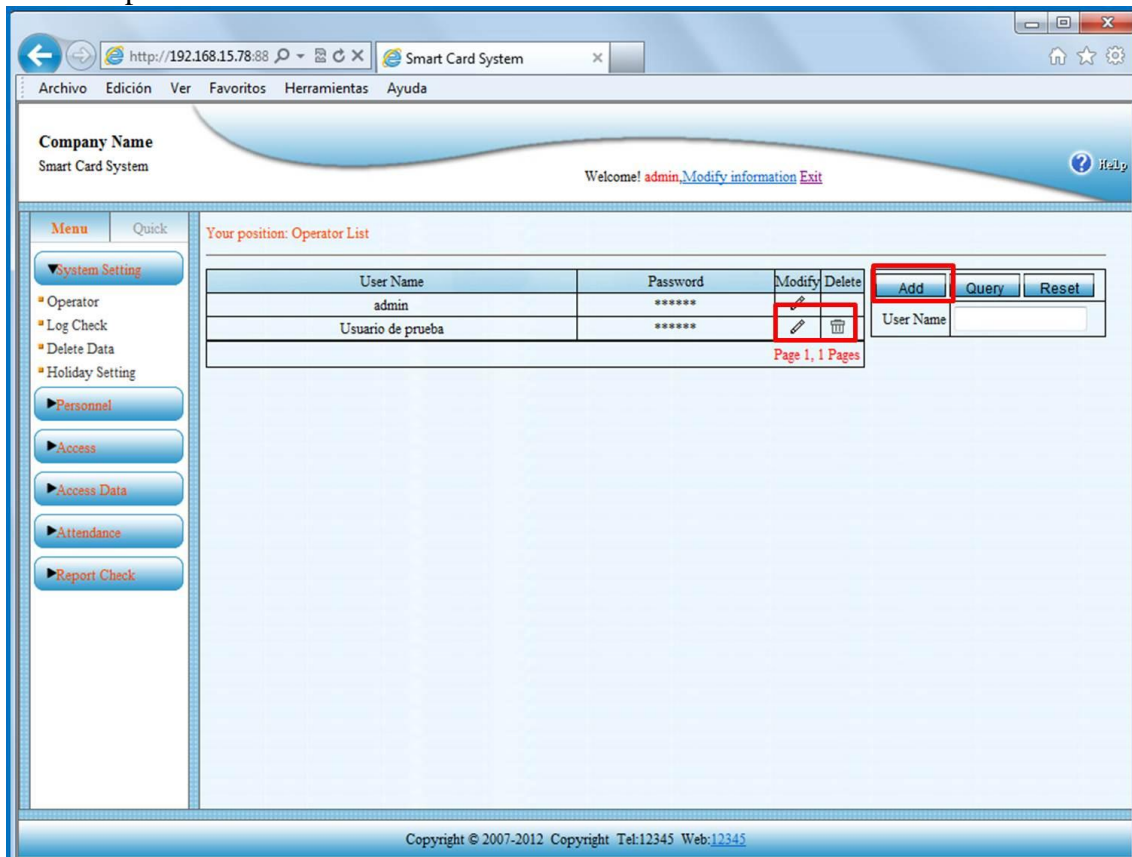 http://192.168.15.78:88
Smart Card System
Archivo Edición Ver Favoritos Herramientas Ayuda
Company Name
Smart Card System
Welcome! admin,Modify information Exit
Help
Menu Quick
Your position: Operator List
▼System Setting
Operator
Log Check
Delete Data
Holiday Setting
►Personnel
►Access
►Access Data
►Attendance
►Report Check
User Name Password Modify Delete
admin ******
Usuario de prueba ******
Page 1, 1 Pages
Add Query Reset
User Name
Copyright © 2007-2012 Copyright Tel:12345 Web:12345